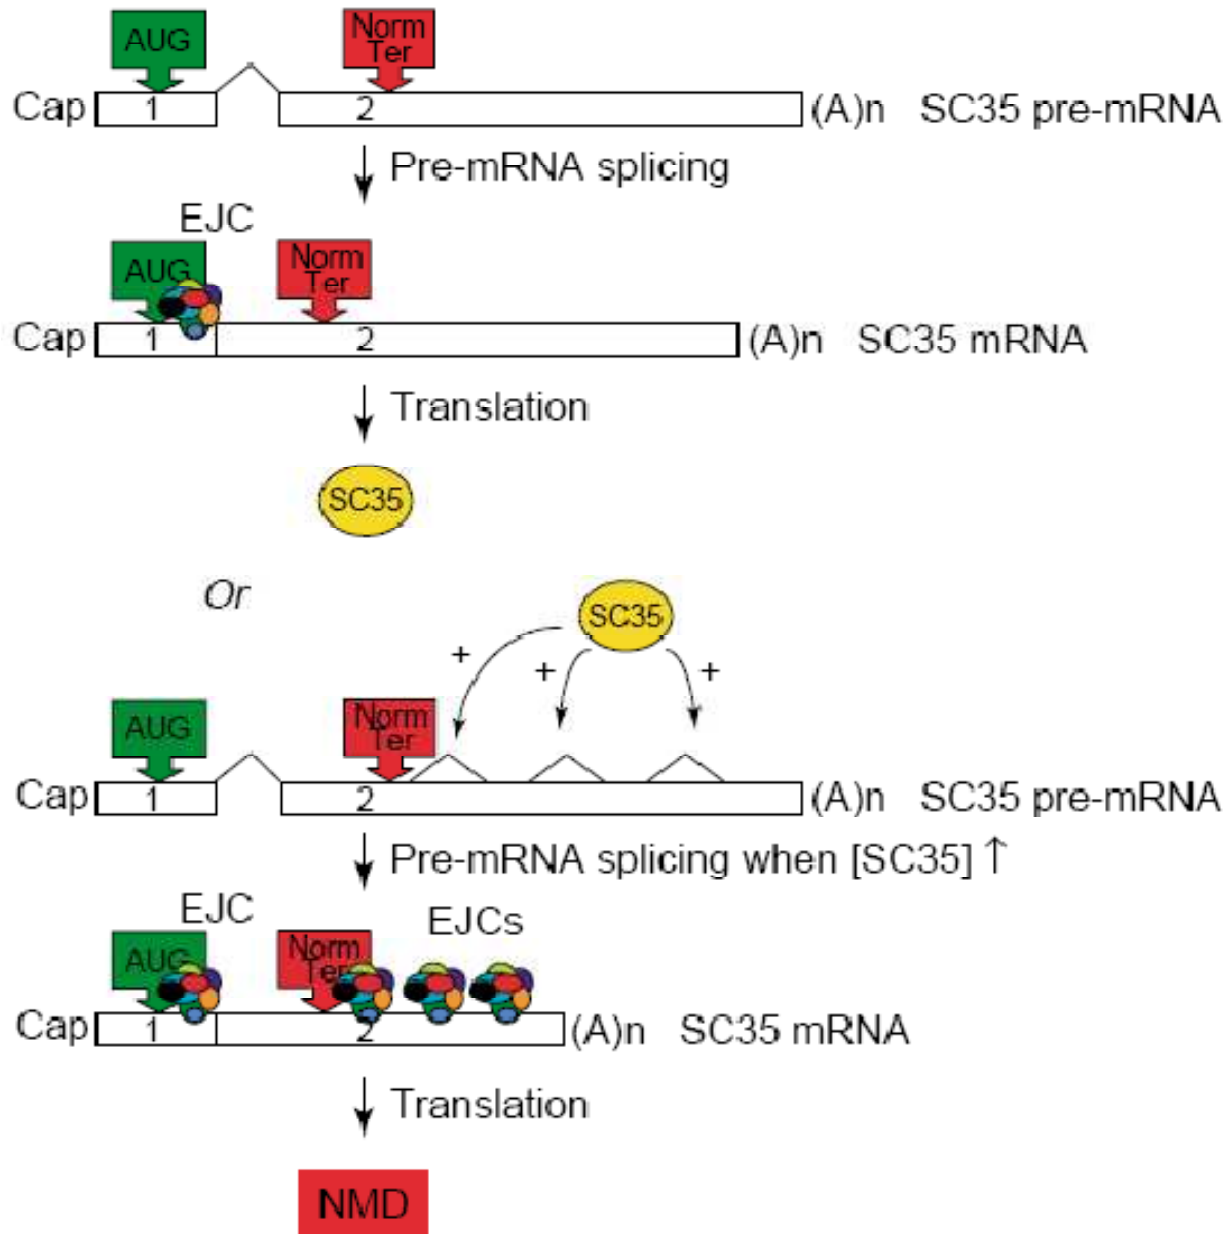 AUG Norm Ter
Cap 1 2 (A)n SC35 pre-mRNA
Pre-mRNA splicing
EJC
AUG Norm Ter
Cap 1 2 (A)n SC35 mRNA
Translation
SC35
Or
SC35
+ + +
AUG Norm Ter
Cap 1 2 (A)n SC35 pre-mRNA
Pre-mRNA splicing when [SC35] ↑
EJC EJCs
AUG Norm Ter
Cap 1 2 (A)n SC35 mRNA
Translation
NMD